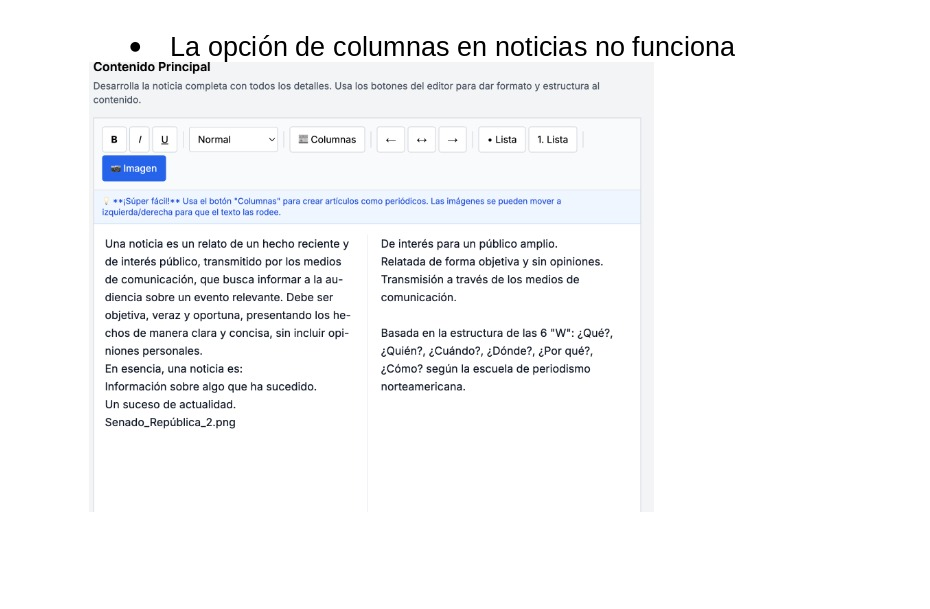 • La opción de columnas en noticias no funciona
Contenido Principal
Desarrolla la noticia completa con todos los detalles. Usa los botones del editor para dar formato y estructura al
contenido.
B I U Normal Columnas ← ↔ → • Lista 1. Lista
Imagen
**¡Súper fácil!** Usa el botón "Columnas" para crear artículos como periódicos. Las imágenes se pueden mover a
izquierda/derecha para que el texto las rodee.
Una noticia es un relato de un hecho reciente y
de interés público, transmitido por los medios
de comunicación, que busca informar a la au-
diencia sobre un evento relevante. Debe ser
objetiva, veraz y oportuna, presentando los he-
chos de manera clara y concisa, sin incluir opi-
niones personales.
En esencia, una noticia es:
Información sobre algo que ha sucedido.
Un suceso de actualidad.
Senado_República_2.png
De interés para un público amplio.
Relatada de forma objetiva y sin opiniones.
Transmisión a través de los medios de
comunicación.
Basada en la estructura de las 6 "W": ¿Qué?,
¿Quién?, ¿Cuándo?, ¿Dónde?, ¿Por qué?,
¿Cómo? según la escuela de periodismo
norteamericana.